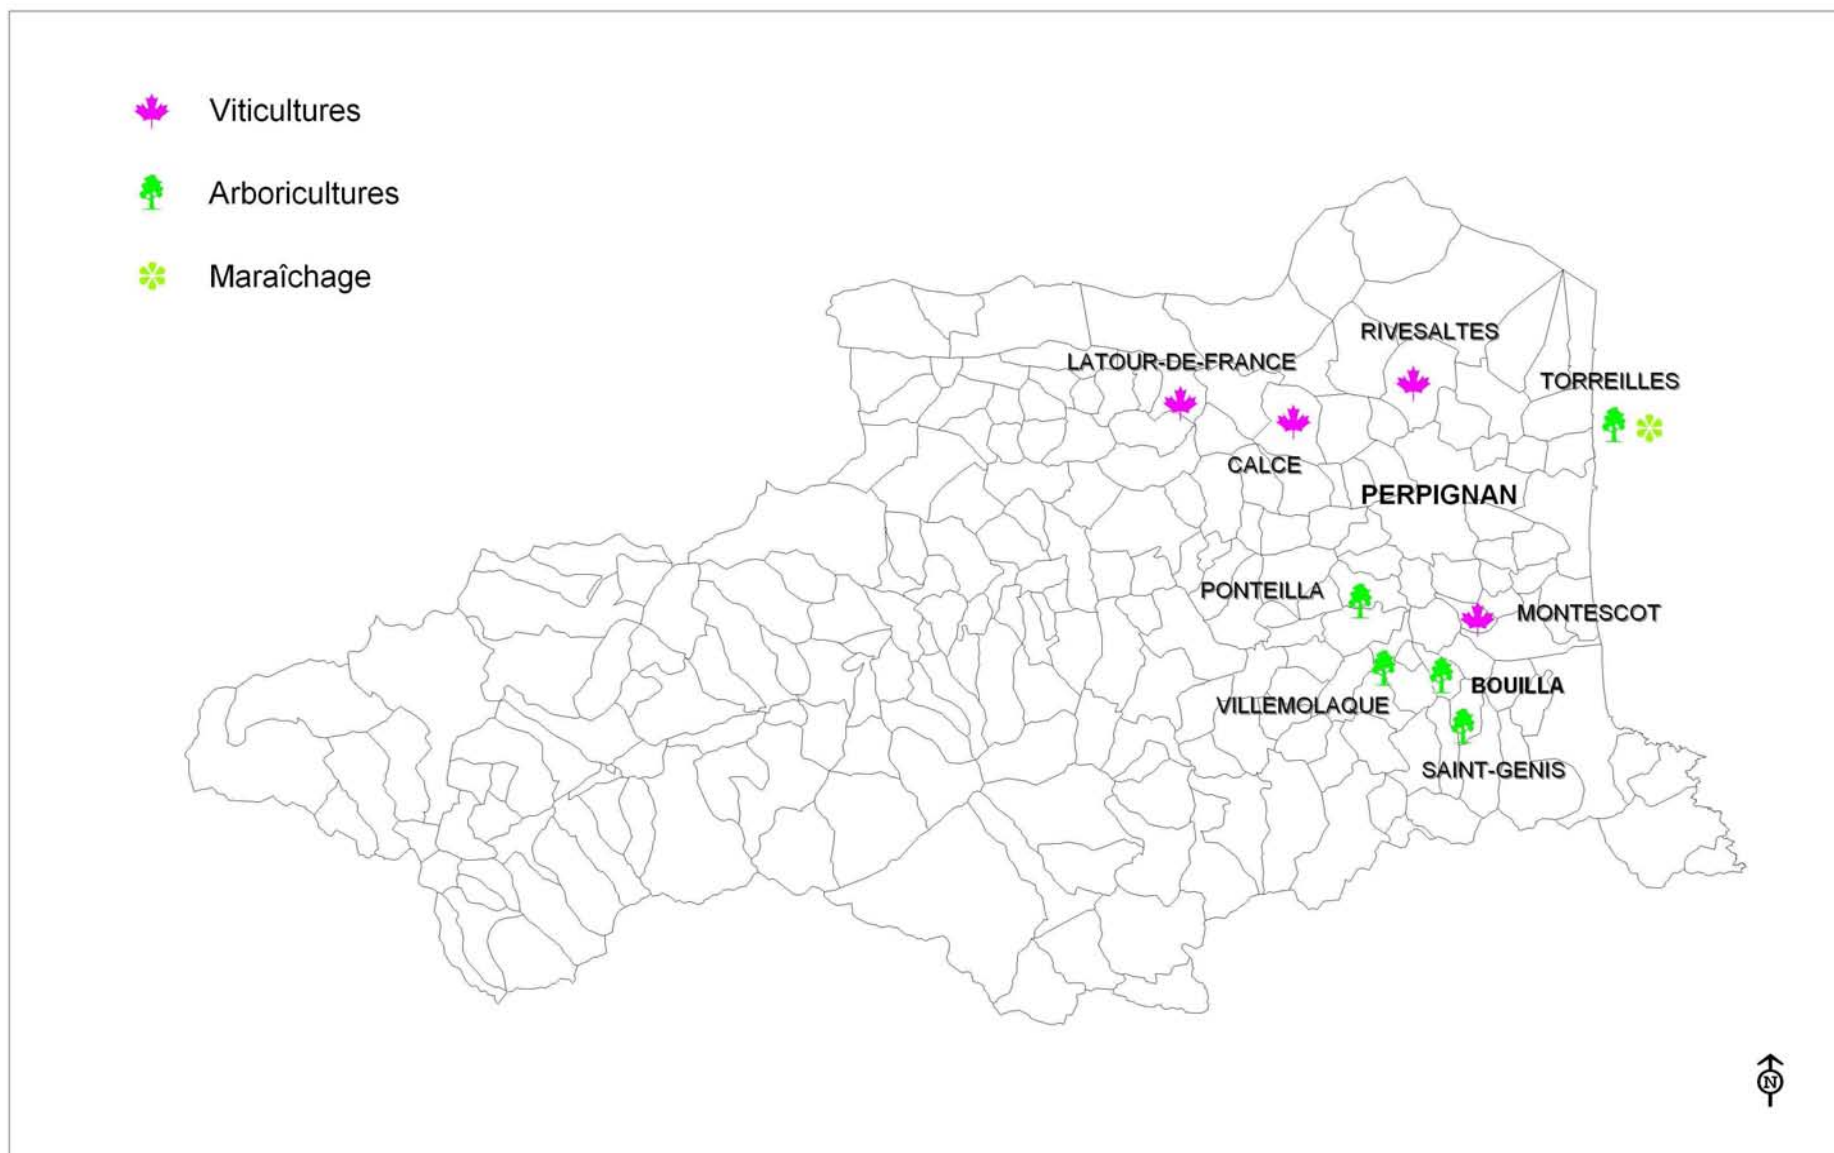 Viticultures
Arboricultures
Maraîchage
RIVESALTES
LATOUR-DE-FRANCE
TORREILLES
CALCE
PERPIGNAN
PONTEILLA
MONTESCOT
BOUILLA
VILLEMOLAQUE
SAINT-GENIS
N